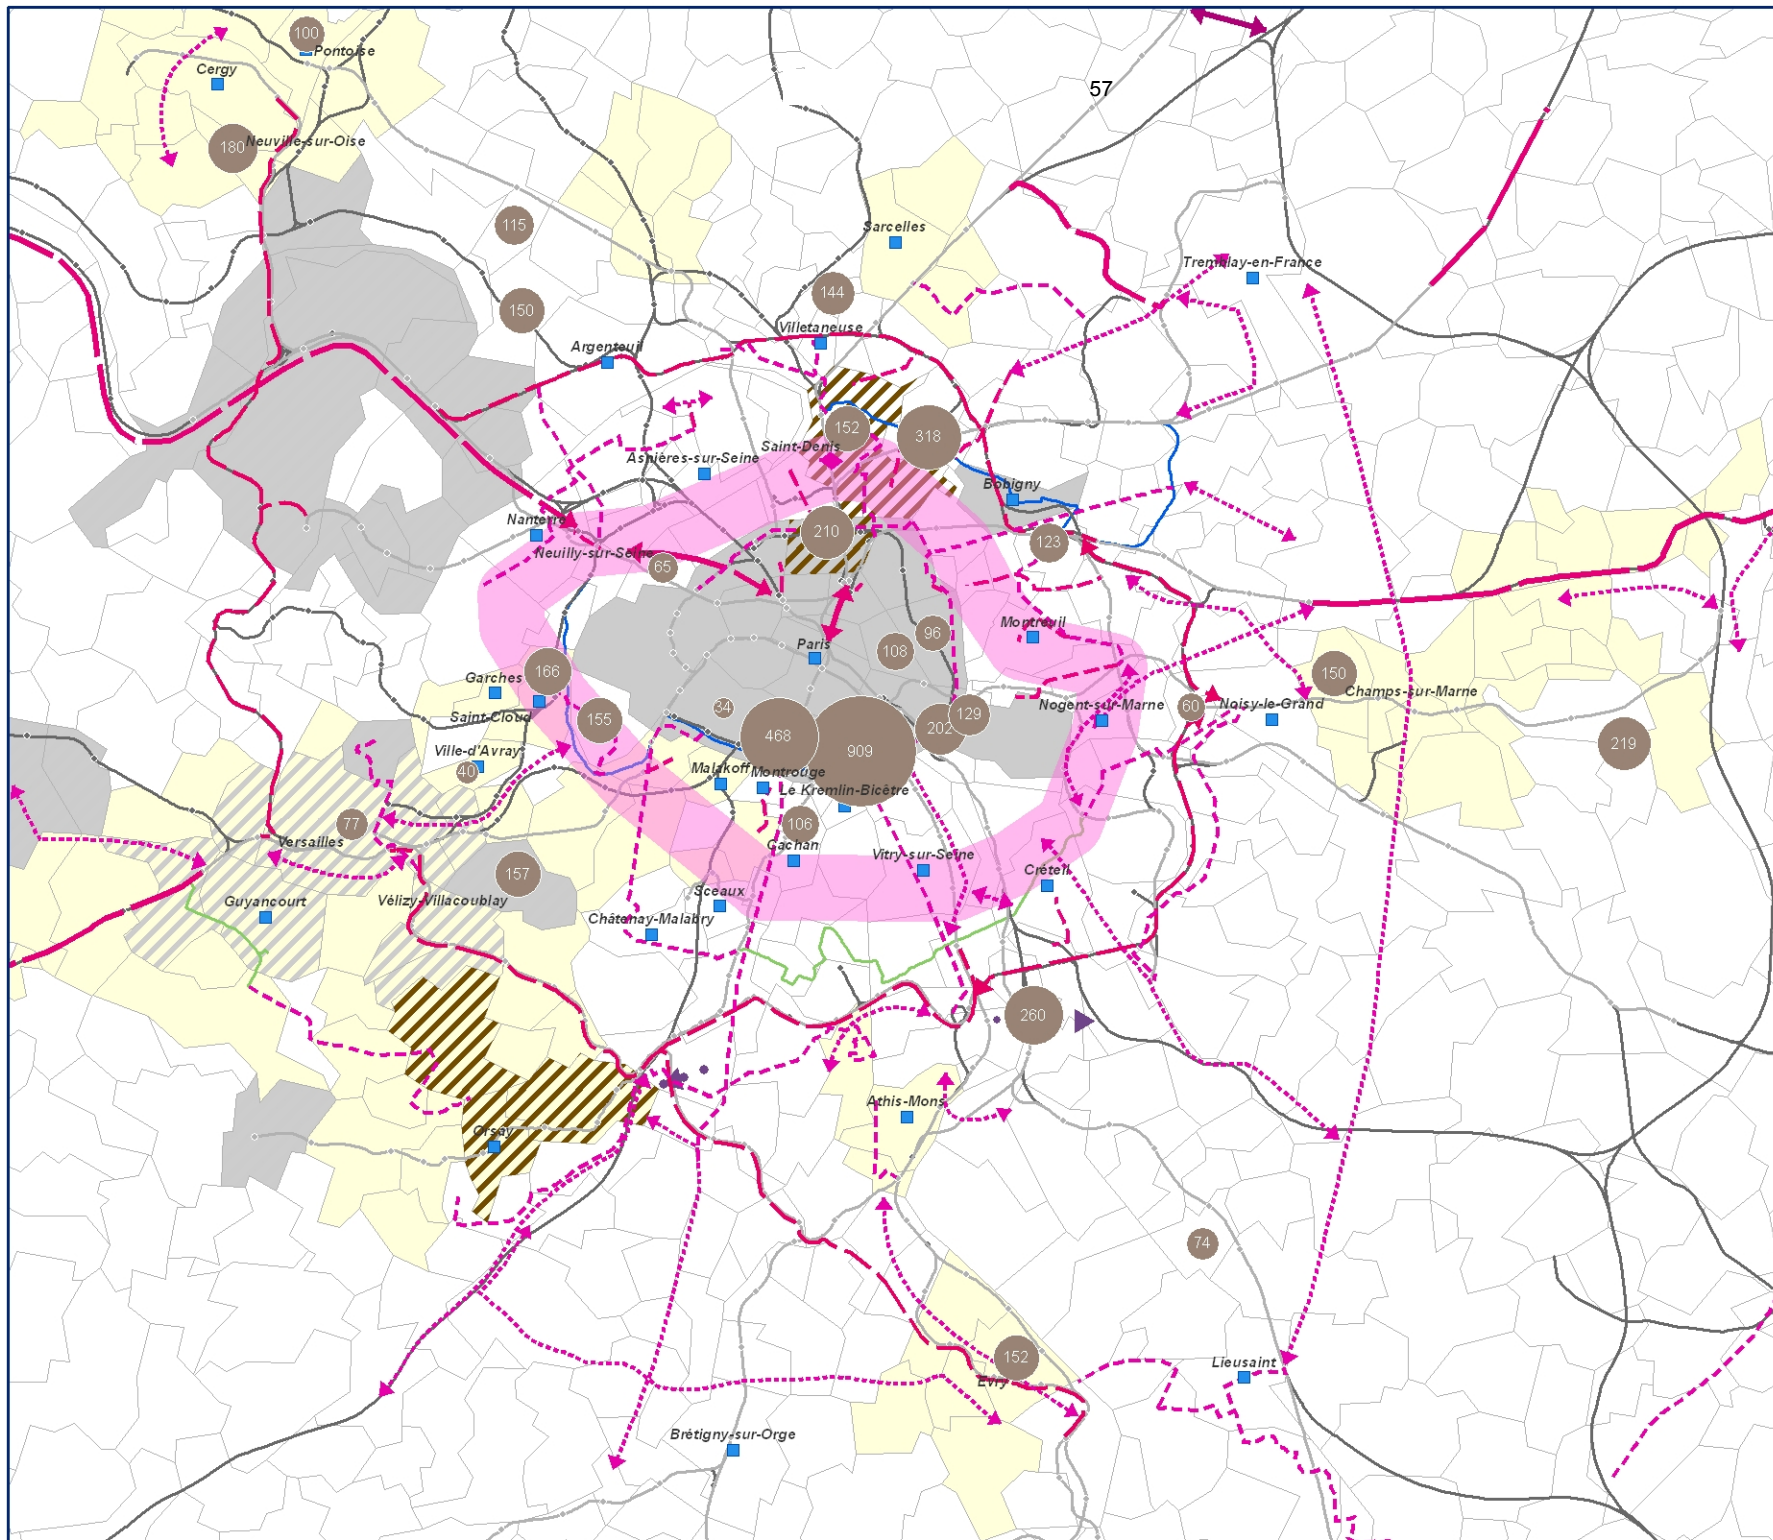 100
Pontoise
Cergy
57
180
Neuville-sur-Oise
115
Sarcelles
Tremblay-en-France
144
150
Villetaneuse
Argenteuil
152
318
Saint-Denis
Asnières-sur-Seine
Bobigny
Nanterre
210
123
Neuilly-sur-Seine
65
Montreuil
96
Paris
108
166
150
Garches
Champs-sur-Marne
Saint-Cloud
34
155
129
60
Nogent-sur-Marne
Noisy-le-Grand
202
468
909
219
Ville-d'Avray
40
Malakoff
Montrouge
Le Kremlin-Bicêtre
77
106
Versailles
Cachan
Vitry-sur-Seine
157
Créteil
Sceaux
Guyancourt
Vélizy-Villacoublay
Châtenay-Malabry
260
Athis-Mons
Orsay
74
152
Evry
Lieusaint
Brétigny-sur-Orge